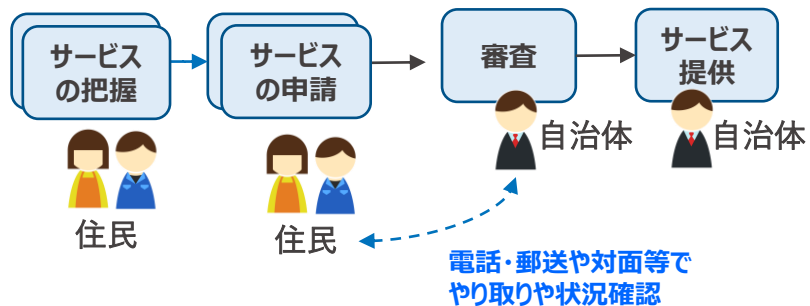 サービス
の把握
サービス
の申請
審査
サービス
提供
自治体
自治体
住民
住民
電話・郵送や対面等で
やり取りや状況確認